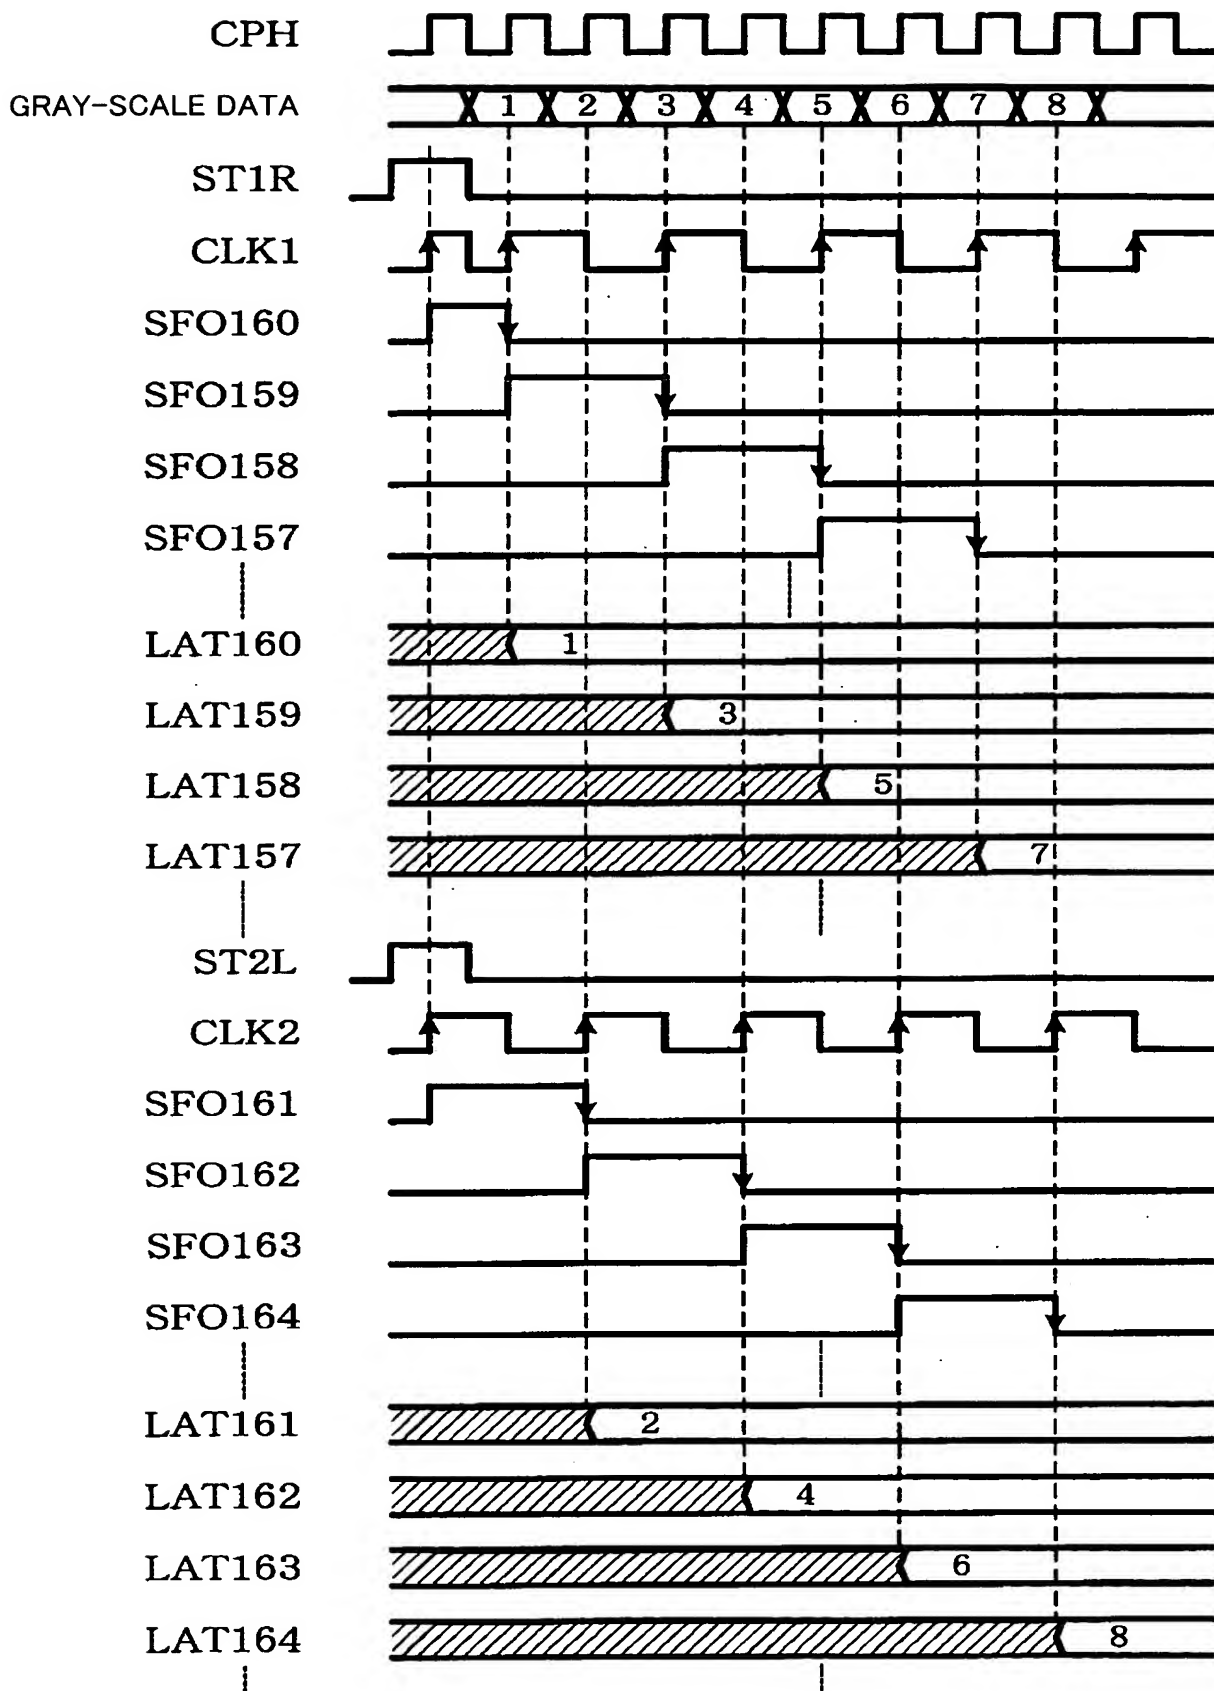 CPH
GRAY-SCALE DATA 1 2 3 4 5 6 7 8
ST1R
CLK1
SFO160
SFO159
SFO158
SFO157
LAT160 1
LAT159 3
LAT158 5
LAT157 7
ST2L
CLK2
SFO161
SFO162
SFO163
SFO164
LAT161 2
LAT162 4
LAT163 6
LAT164 8